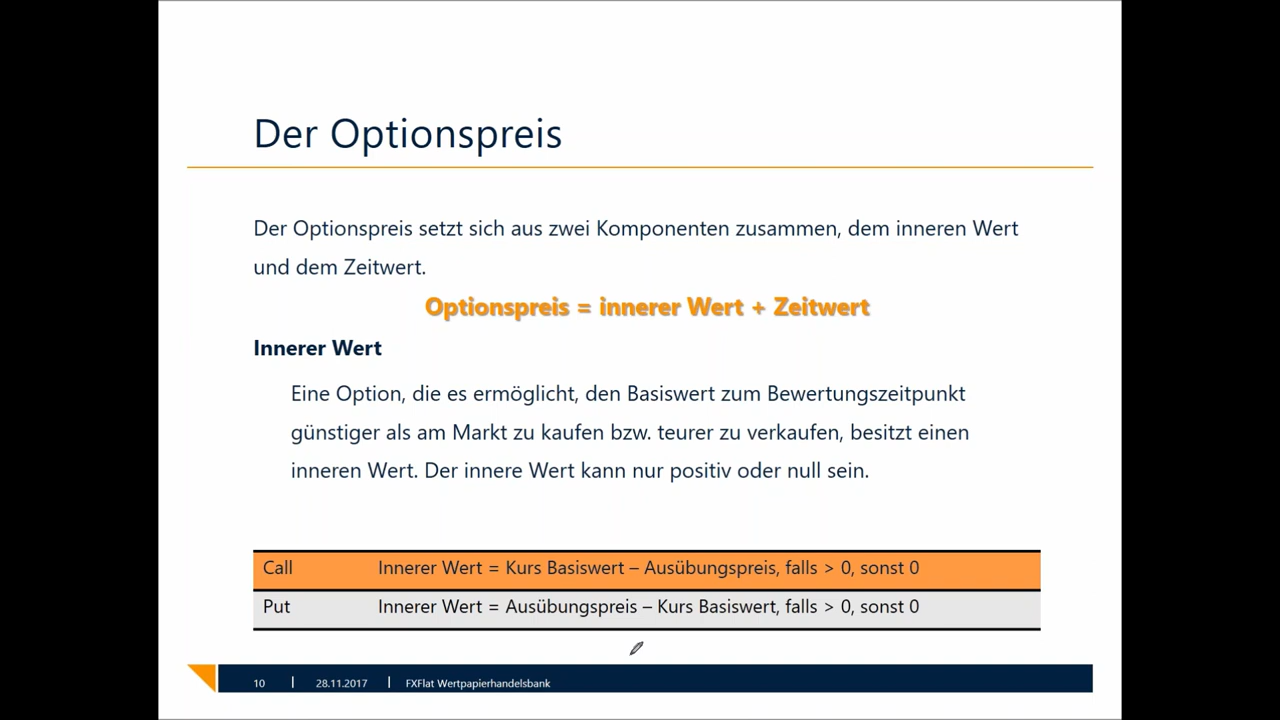 Der Optionspreis
Der Optionspreis setzt sich aus zwei Komponenten zusammen, dem inneren Wert
und dem Zeitwert.
Optionspreis = innerer Wert + Zeitwert
Innerer Wert
Eine Option, die es ermöglicht, den Basiswert zum Bewertungszeitpunkt
günstiger als am Markt zu kaufen bzw. teurer zu verkaufen, besitzt einen
inneren Wert. Der innere Wert kann nur positiv oder null sein.
Call Innerer Wert = Kurs Basiswert – Ausübungspreis, falls > 0, sonst 0
Put Innerer Wert = Ausübungspreis – Kurs Basiswert, falls > 0, sonst 0
10 | 28.11.2017 | FXFlat Wertpapierhandelsbank